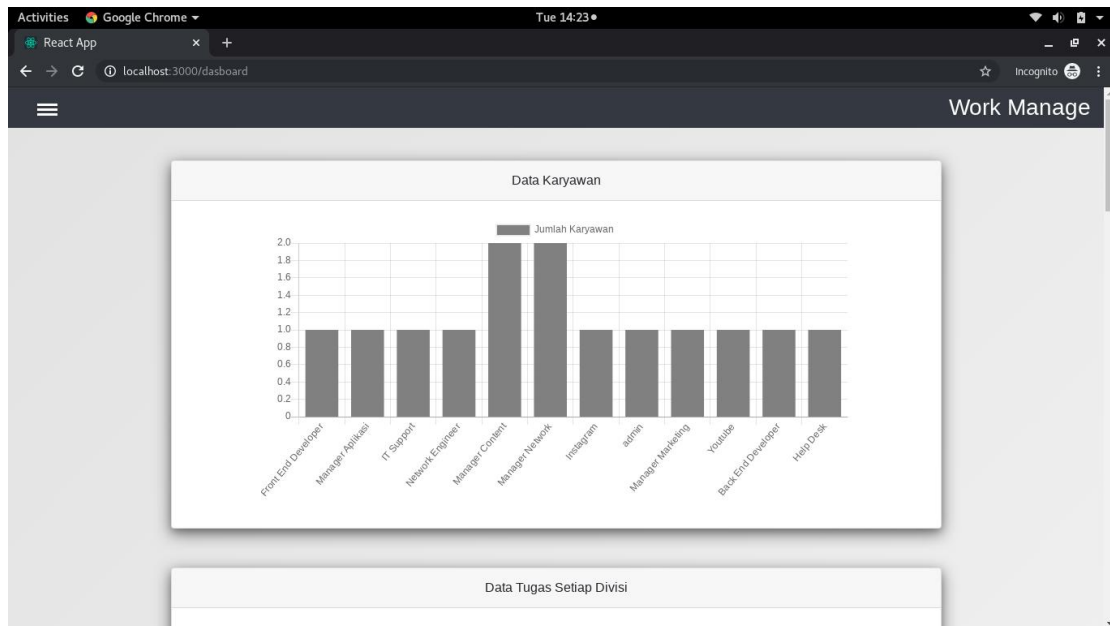 Activities Google Chrome Tue 14:23
React App
localhost:3000/dasboard Incognito
Work Manage
Data Karyawan
Jumlah Karyawan
2.0
1.8
1.6
1.4
1.2
1.0
0.8
0.6
0.4
0.2
0
Front End Developer
Manager Aplikasi
IT Support
Network Engineer
Manager Content
Manager Network
Instagram
admin
Manager Marketing
Youtube
Back End Developer
Help Desk
Data Tugas Setiap Divisi